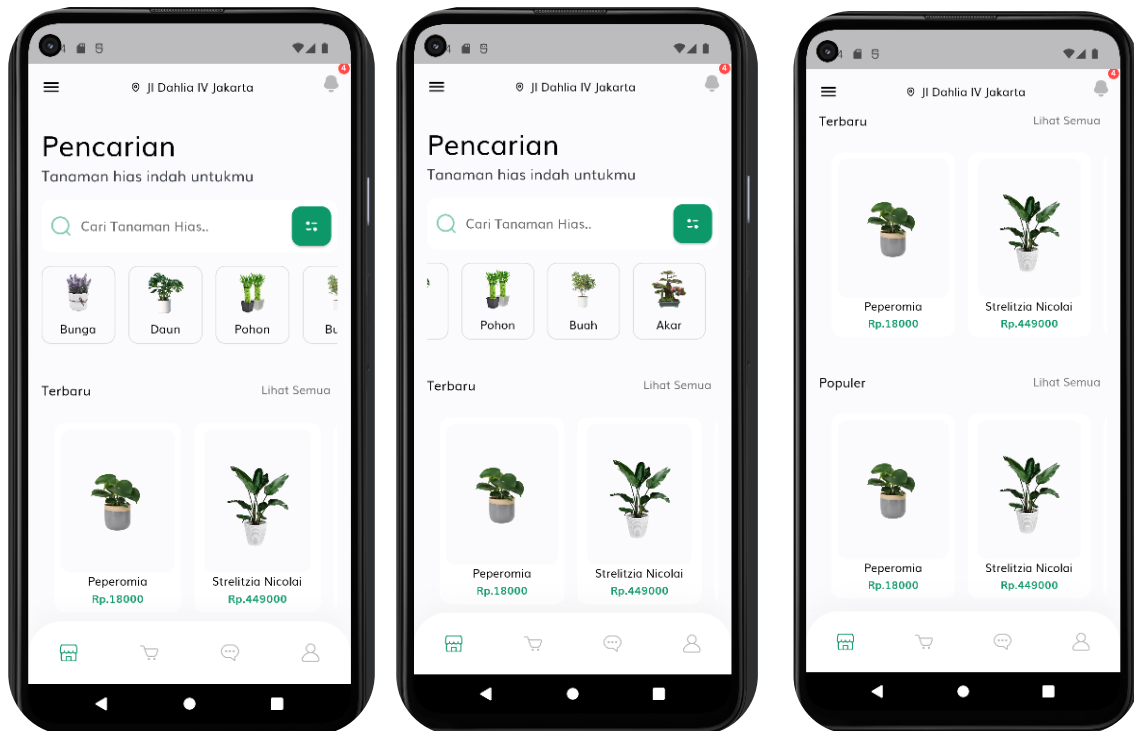 4
Jl Dahlia IV Jakarta
Pencarian
Tanaman hias indah untukmu
Cari Tanaman Hias..
Bunga
Daun
Pohon
Bu
Terbaru
Lihat Semua
Peperomia
Rp.18000
Strelitzia Nicolai
Rp.449000
4
Jl Dahlia IV Jakarta
Pencarian
Tanaman hias indah untukmu
Cari Tanaman Hias..
Pohon
Buah
Akar
Terbaru
Lihat Semua
Peperomia
Rp.18000
Strelitzia Nicolai
Rp.449000
4
Jl Dahlia IV Jakarta
Terbaru
Lihat Semua
Peperomia
Rp.18000
Strelitzia Nicolai
Rp.449000
Populer
Lihat Semua
Peperomia
Rp.18000
Strelitzia Nicolai
Rp.449000